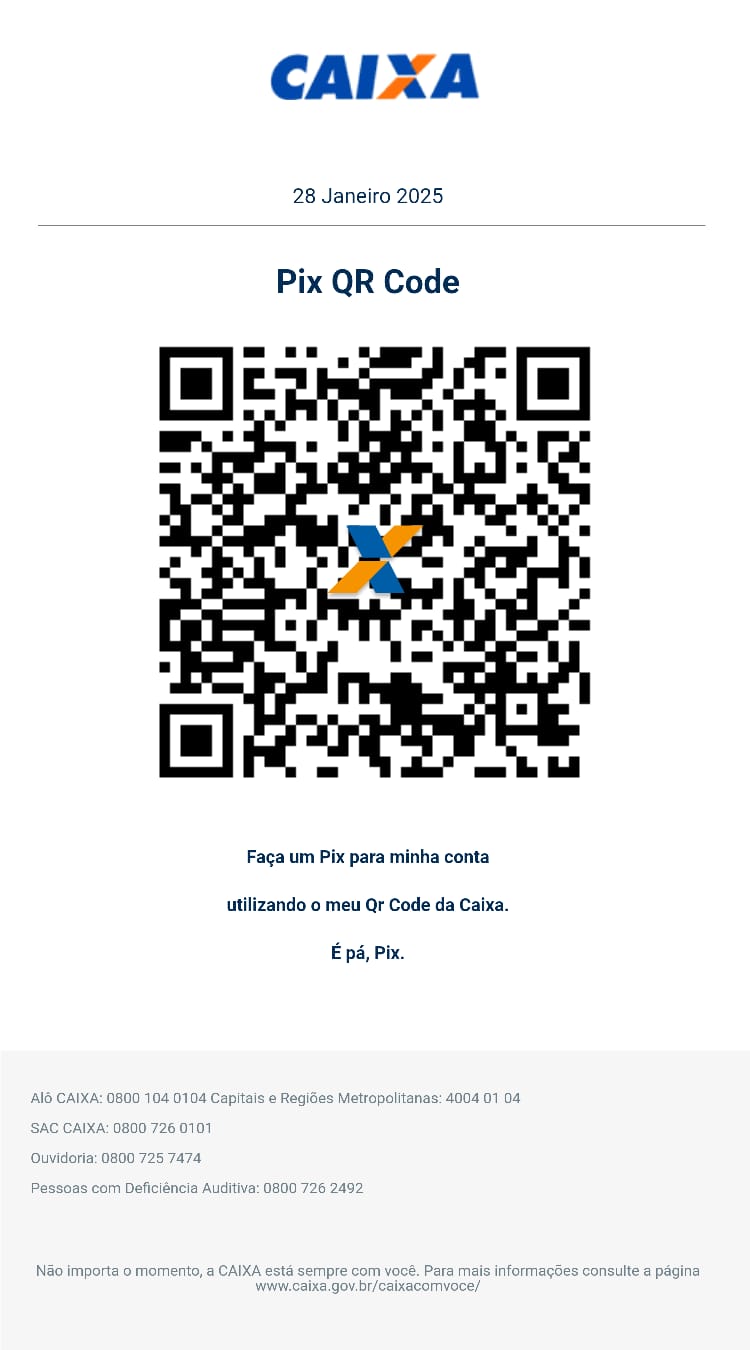 CAIXA
28 Janeiro 2025
Pix QR Code
Faça um Pix para minha conta
utilizando o meu Qr Code da Caixa.
É pá, Pix.
Alô CAIXA: 0800 104 0104 Capitais e Regiões Metropolitanas: 4004 01 04
SAC CAIXA: 0800 726 0101
Ouvidoria: 0800 725 7474
Pessoas com Deficiência Auditiva: 0800 726 2492
Não importa o momento, a CAIXA está sempre com você. Para mais informações consulte a página
www.caixa.gov.br/caixacomvoce/